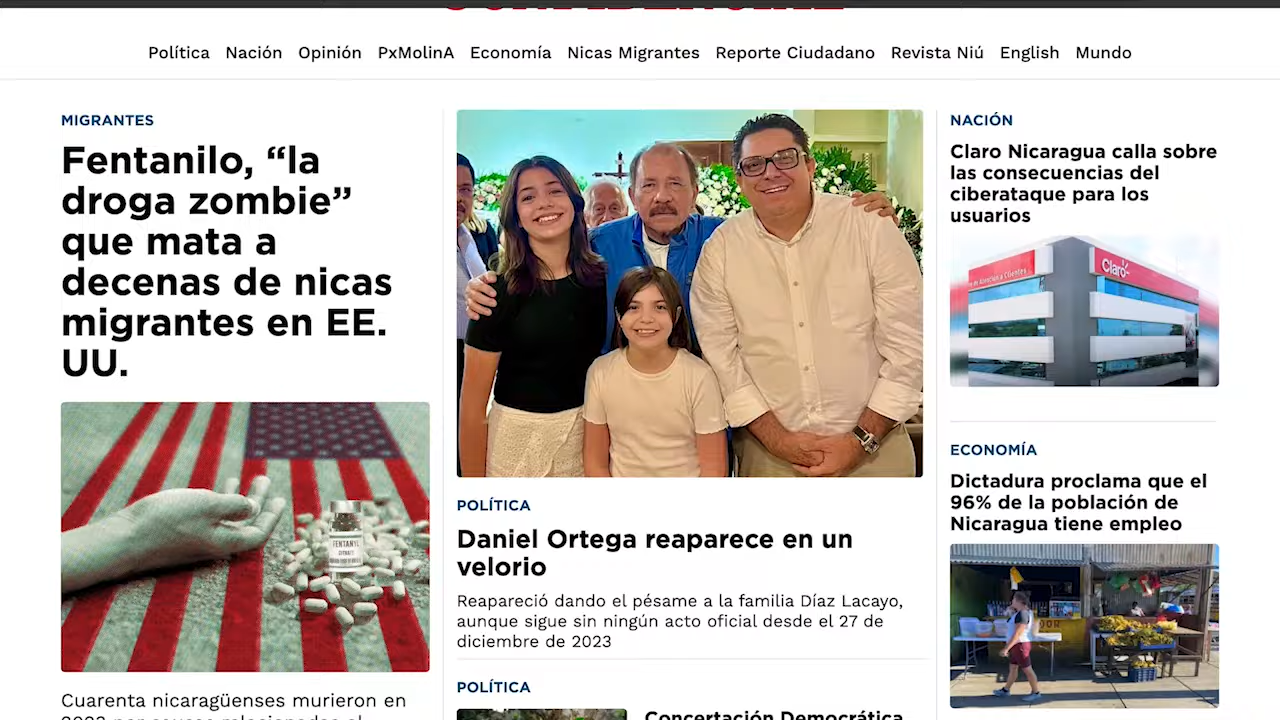 Política Nación Opinión PxMolinA Economía Nicas Migrantes Reporte Ciudadano Revista Niú English Mundo
MIGRANTES
Fentanilo, “la
droga zombie”
que mata a
decenas de nicas
migrantes en EE.
UU.
FENTANYL
CITRATE
Cuarenta nicaragüenses murieron en
POLÍTICA
Daniel Ortega reaparece en un
velorio
Reapareció dando el pésame a la familia Díaz Lacayo,
aunque sigue sin ningún acto oficial desde el 27 de
diciembre de 2023
POLÍTICA
Concertación Democrática
NACIÓN
Claro Nicaragua calla sobre
las consecuencias del
ciberataque para los
usuarios
Claro
ECONOMÍA
Dictadura proclama que el
96% de la población de
Nicaragua tiene empleo